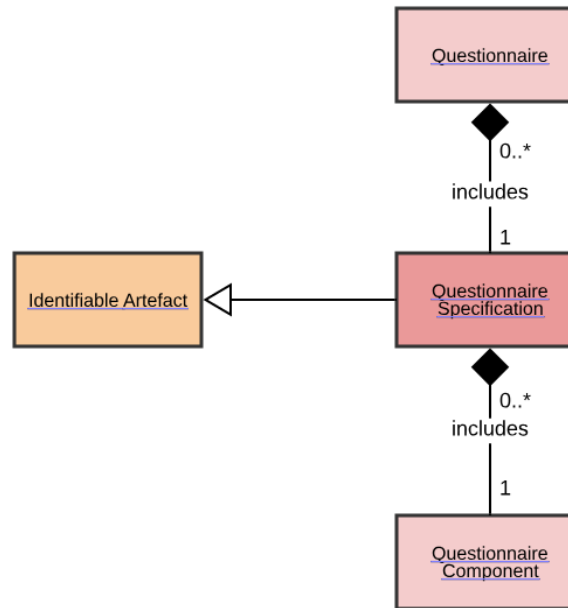 Questionnaire
0..*
includes
1
Identifiable Artefact
Questionnaire
Specification
0..*
includes
1
Questionnaire
Component